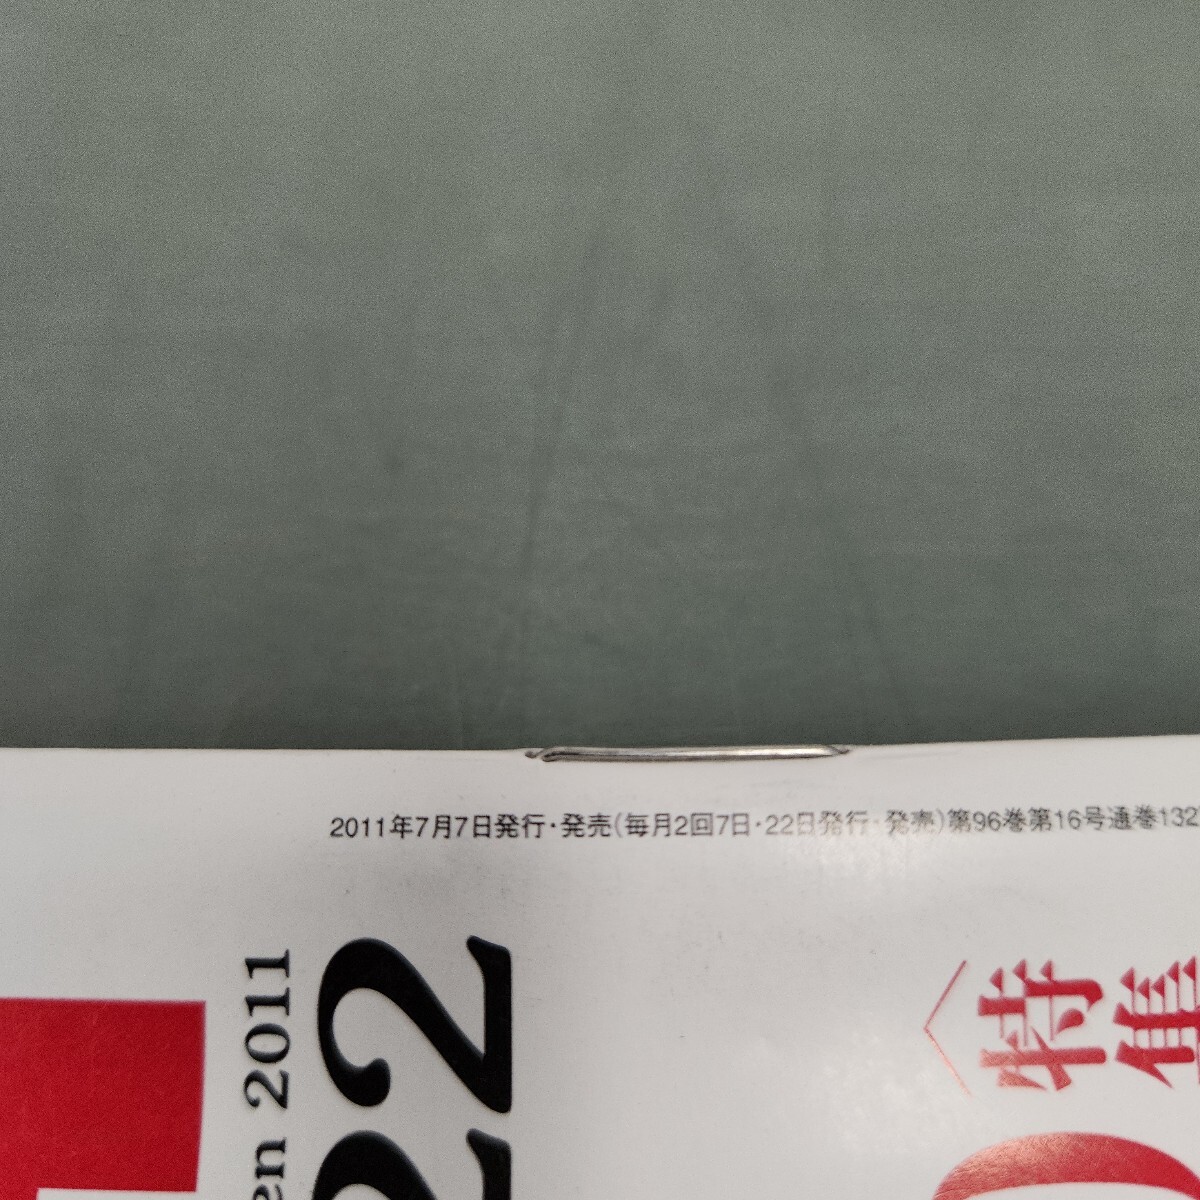 2011年7月7日発行・発売(毎月2回7日・22日発行・発売)第96巻第16号通巻132
en 2011
22
〈特集